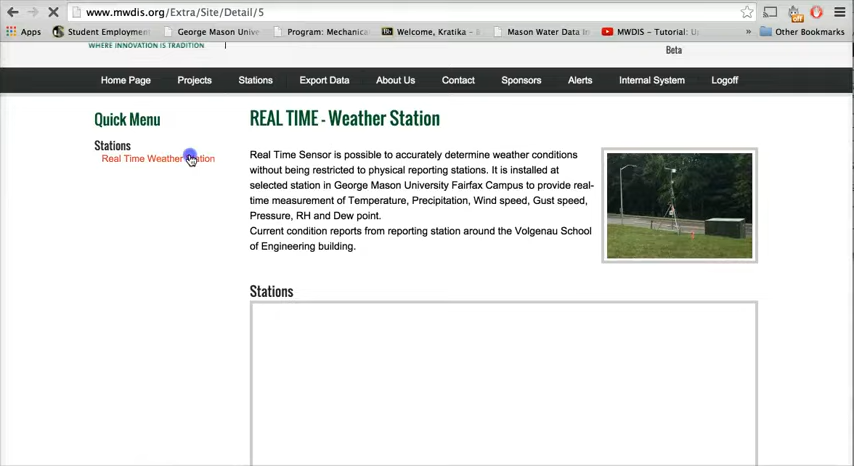 www.mwdis.org/Extra/Site/Detail/5
Apps Student Employment George Mason Unive Program: Mechanica Welcome, Kratika – Mason Water Data In MWDIS - Tutorial: Us » Other Bookmarks
off
WHERE INNOVATION IS TRADITION
Beta
Home Page Projects Stations Export Data About Us Contact Sponsors Alerts Internal System Logoff
Quick Menu
Stations
Real Time Weather Station
REAL TIME - Weather Station
Real Time Sensor is possible to accurately determine weather conditions
without being restricted to physical reporting stations. It is installed at
selected station in George Mason University Fairfax Campus to provide real-
time measurement of Temperature, Precipitation, Wind speed, Gust speed,
Pressure, RH and Dew point.
Current condition reports from reporting station around the Volgenau School
of Engineering building.
Stations